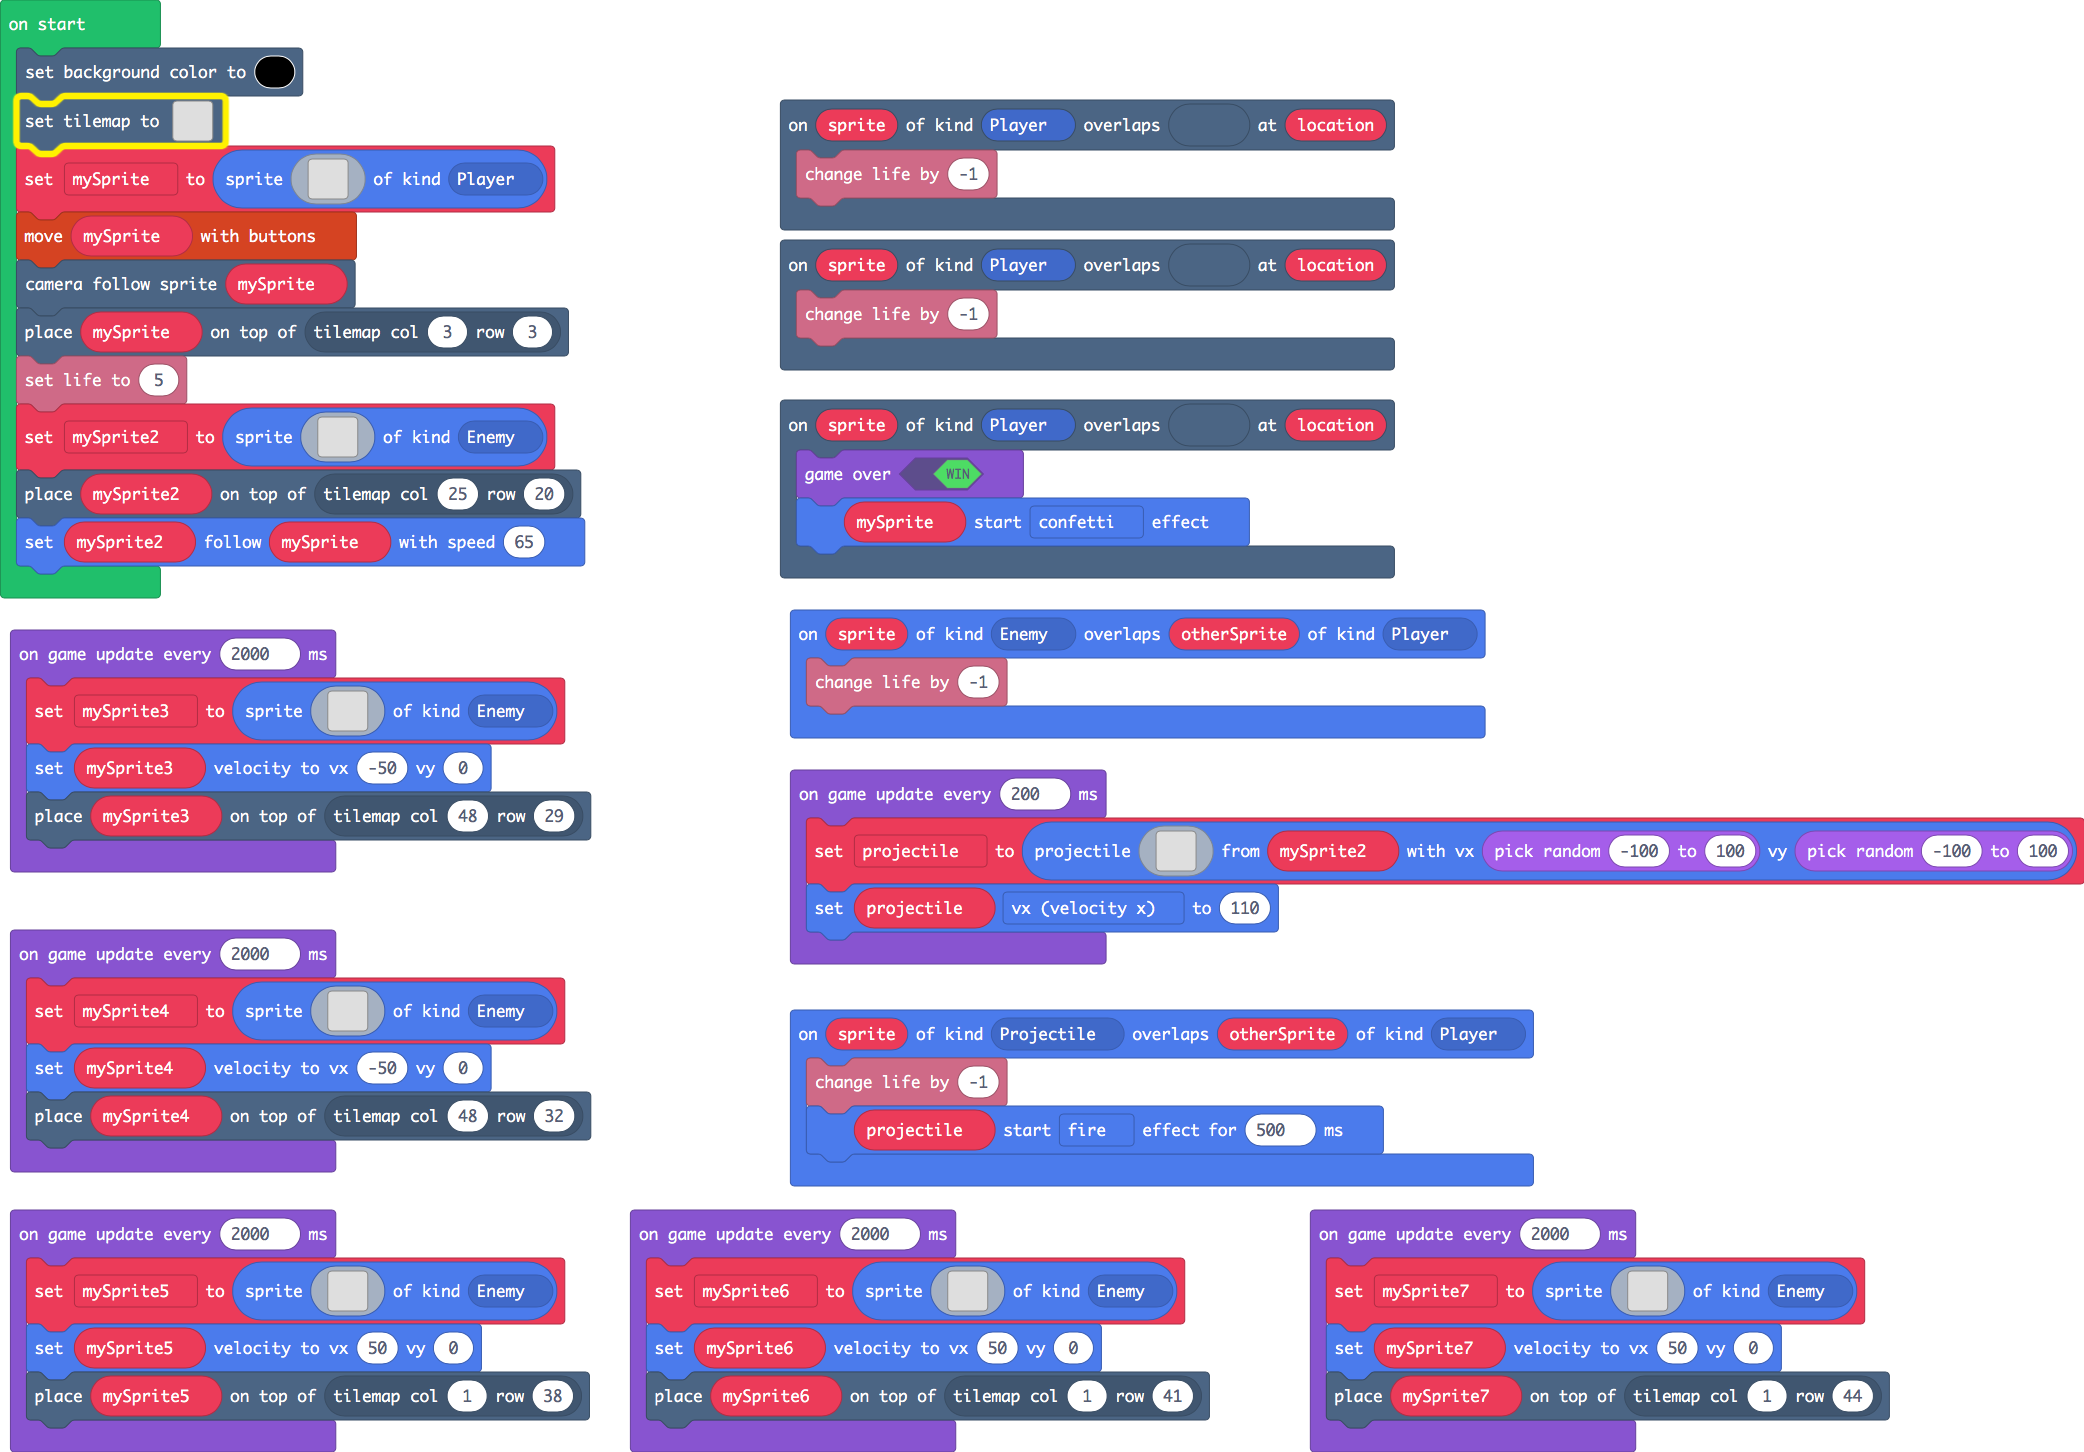 on start
set background color to
set tilemap to
set mySprite to sprite of kind Player
move mySprite with buttons
camera follow sprite mySprite
place mySprite on top of tilemap col 3 row 3
set life to 5
set mySprite2 to sprite of kind Enemy
place mySprite2 on top of tilemap col 25 row 20
set mySprite2 follow mySprite with speed 65
on sprite of kind Player overlaps at location
change life by -1
on sprite of kind Player overlaps at location
change life by -1
on sprite of kind Player overlaps at location
game over WIN
mySprite start confetti effect
on sprite of kind Enemy overlaps otherSprite of kind Player
change life by -1
on game update every 2000 ms
set mySprite3 to sprite of kind Enemy
set mySprite3 velocity to vx -50 vy 0
place mySprite3 on top of tilemap col 48 row 29
on game update every 200 ms
set projectile to projectile from mySprite2 with vx pick random -100 to 100 vy pick random -100 to 100
set projectile vx (velocity x) to 110
on game update every 2000 ms
set mySprite4 to sprite of kind Enemy
set mySprite4 velocity to vx -50 vy 0
place mySprite4 on top of tilemap col 48 row 32
on sprite of kind Projectile overlaps otherSprite of kind Player
change life by -1
projectile start fire effect for 500 ms
on game update every 2000 ms
set mySprite5 to sprite of kind Enemy
set mySprite5 velocity to vx 50 vy 0
place mySprite5 on top of tilemap col 1 row 38
on game update every 2000 ms
set mySprite6 to sprite of kind Enemy
set mySprite6 velocity to vx 50 vy 0
place mySprite6 on top of tilemap col 1 row 41
on game update every 2000 ms
set mySprite7 to sprite of kind Enemy
set mySprite7 velocity to vx 50 vy 0
place mySprite7 on top of tilemap col 1 row 44